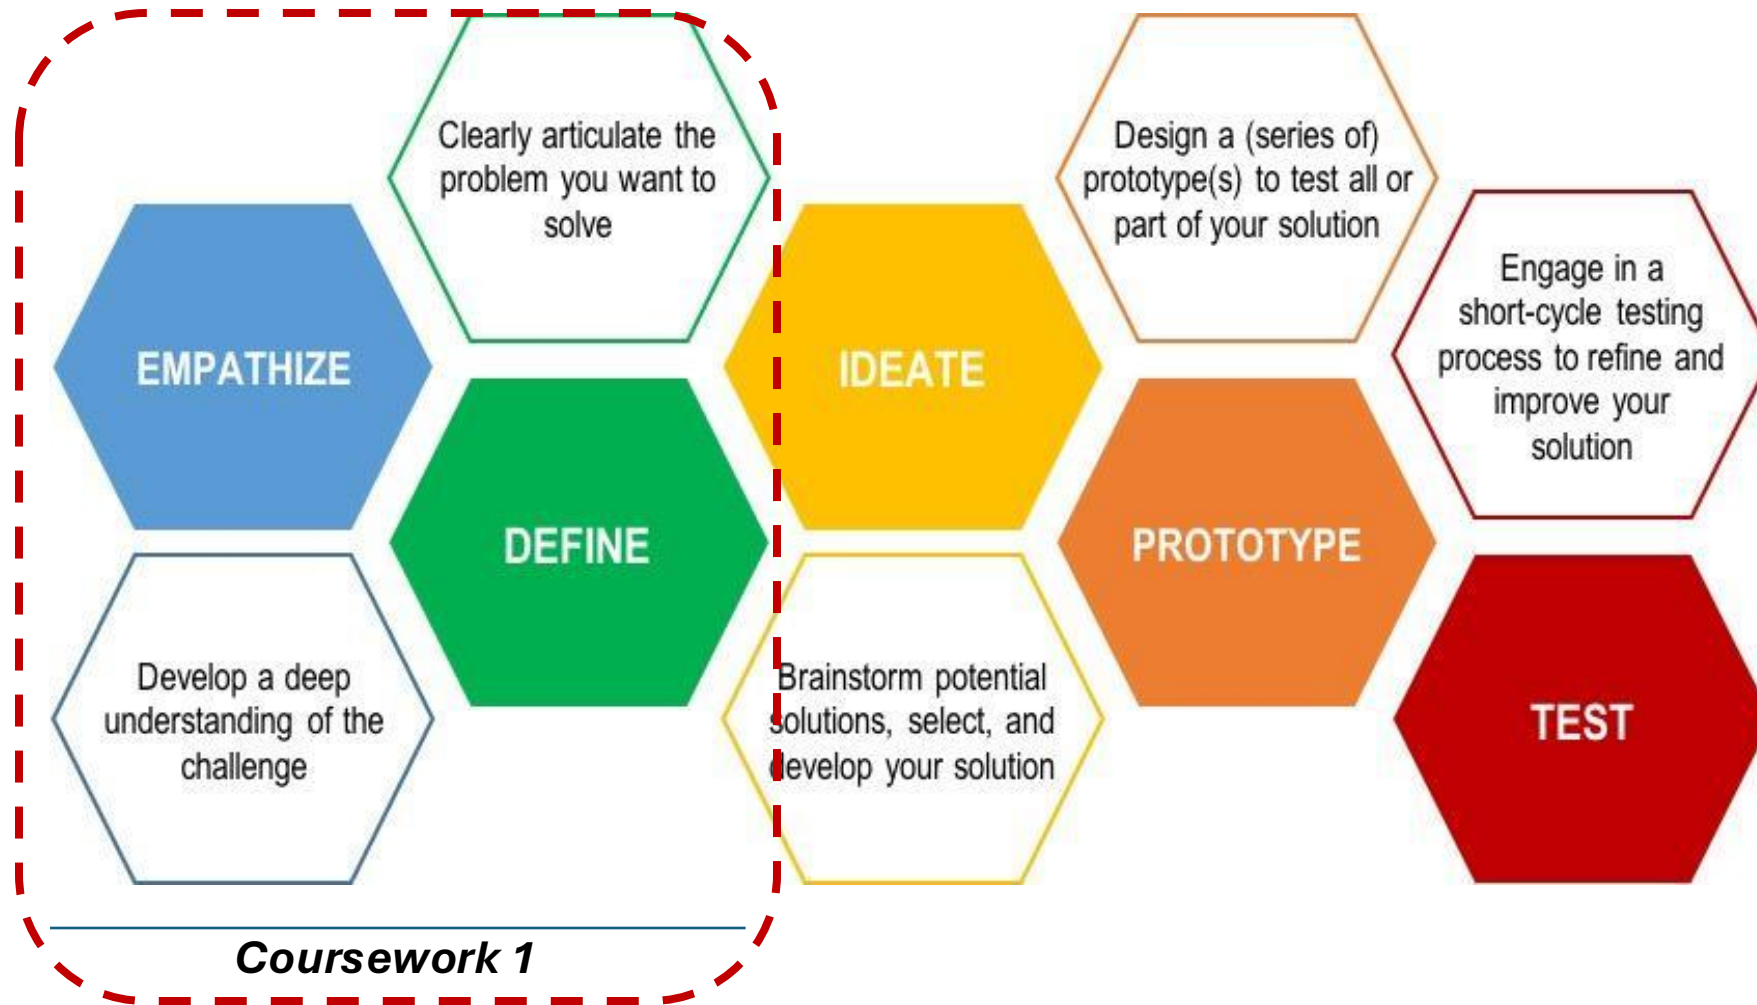 EMPATHIZE
Develop a deep
understanding of the
challenge
Clearly articulate the
problem you want to
solve
DEFINE
IDEATE
Brainstorm potential
solutions, select, and
develop your solution
Design a (series of)
prototype(s) to test all or
part of your solution
PROTOTYPE
Engage in a
short-cycle testing
process to refine and
improve your
solution
TEST
Coursework 1